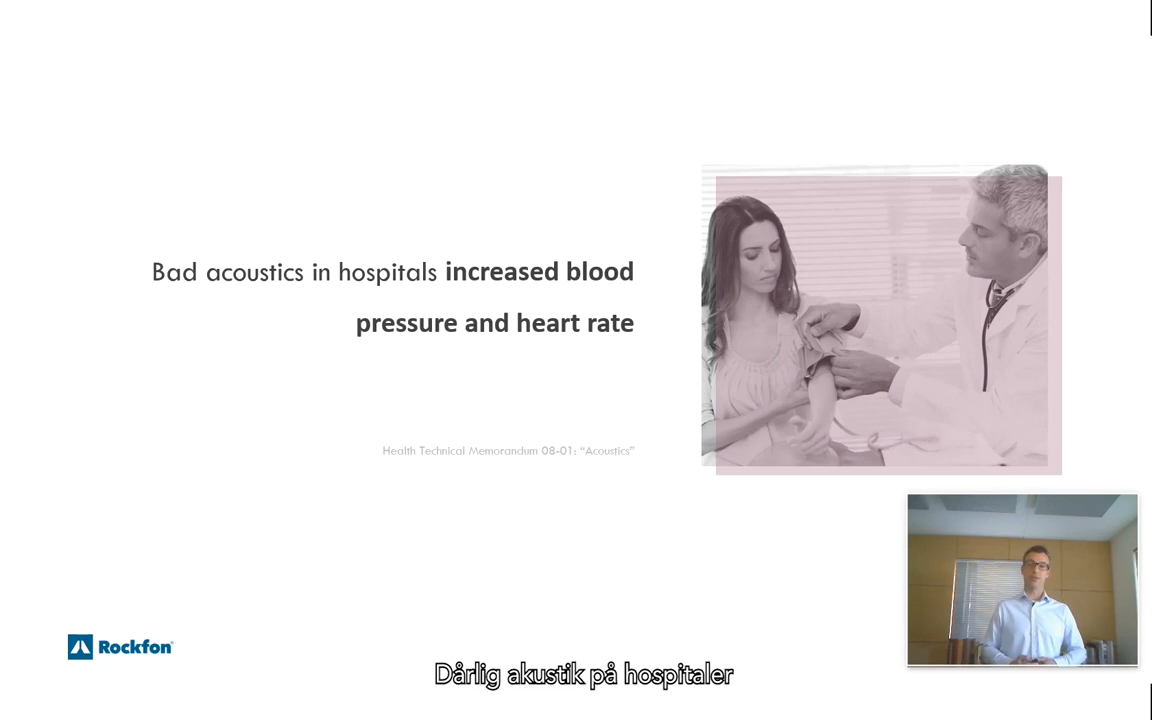 Bad acoustics in hospitals increased blood
pressure and heart rate
Health Technical Memorandum 08-01: “Acoustics”
Rockfon
Dårlig akustik på hospitaler